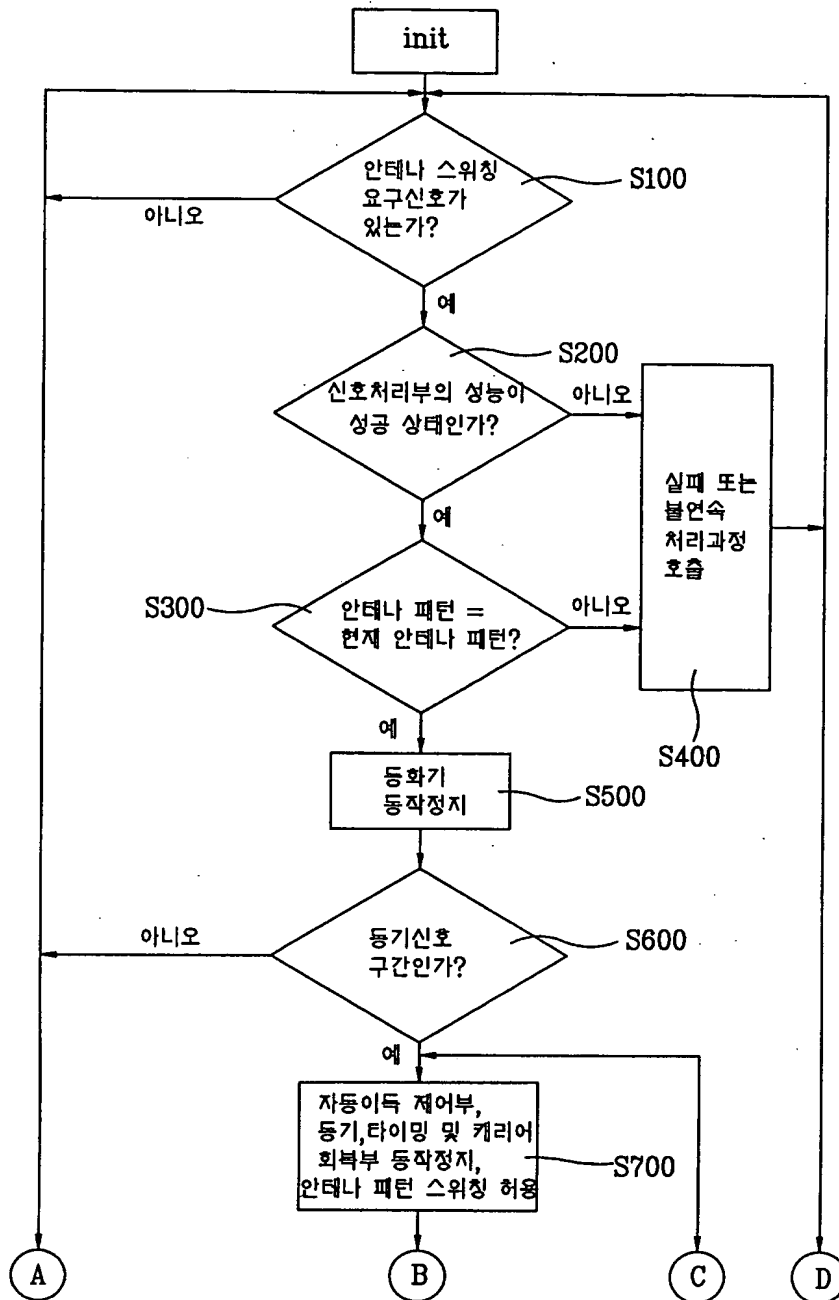 init
안테나 스위칭
요구신호가
있는가?
S100
아니오
예
S200
신호처리부의 성능이
성공 상태인가?
아니오
실패 또는
불연속
처리과정
호출
예
S300
안테나 패턴 =
현재 안테나 패턴?
아니오
S400
예
등화기
동작정지
S500
아니오
동기신호
구간인가?
S600
예
자동이득 제어부,
동기,타이밍 및 캐리어
회복부 동작정지,
안테나 패턴 스위칭 허용
S700
A
B
C
D